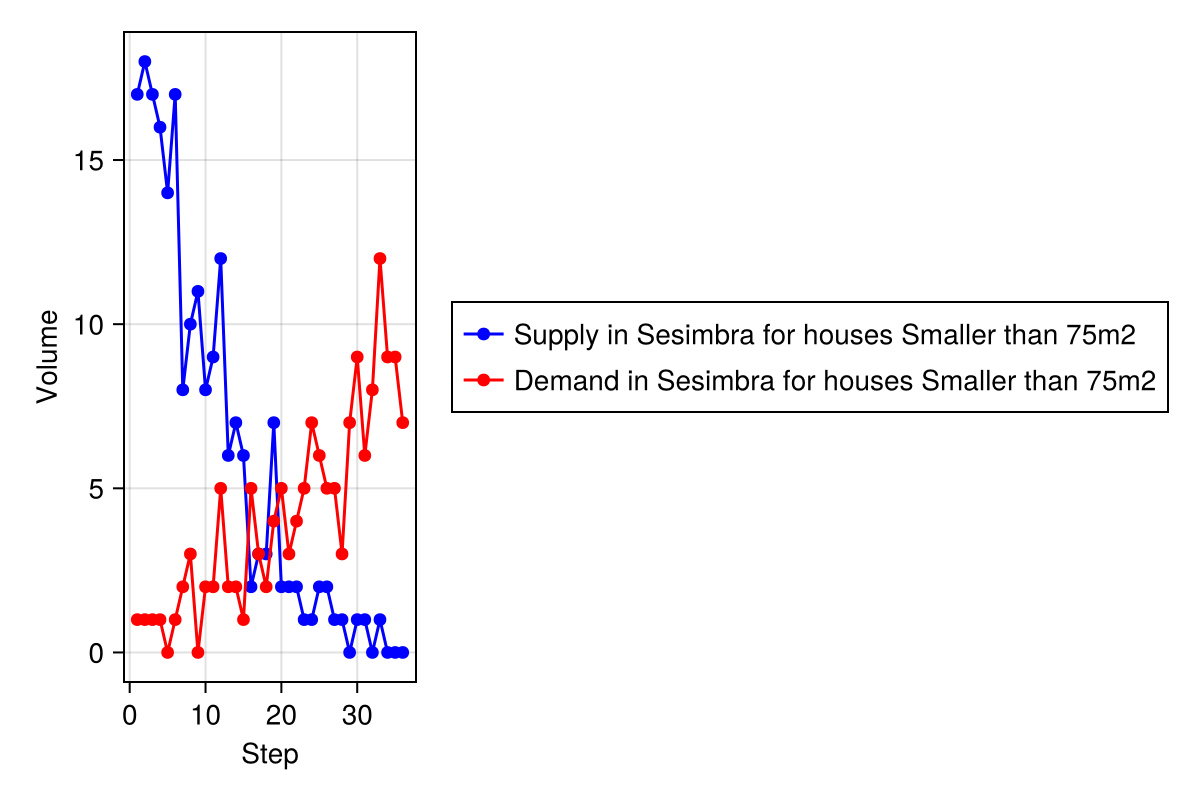 Volume
15
10
5
0
0 10 20 30
Step
Supply in Sesimbra for houses Smaller than 75m2
Demand in Sesimbra for houses Smaller than 75m2